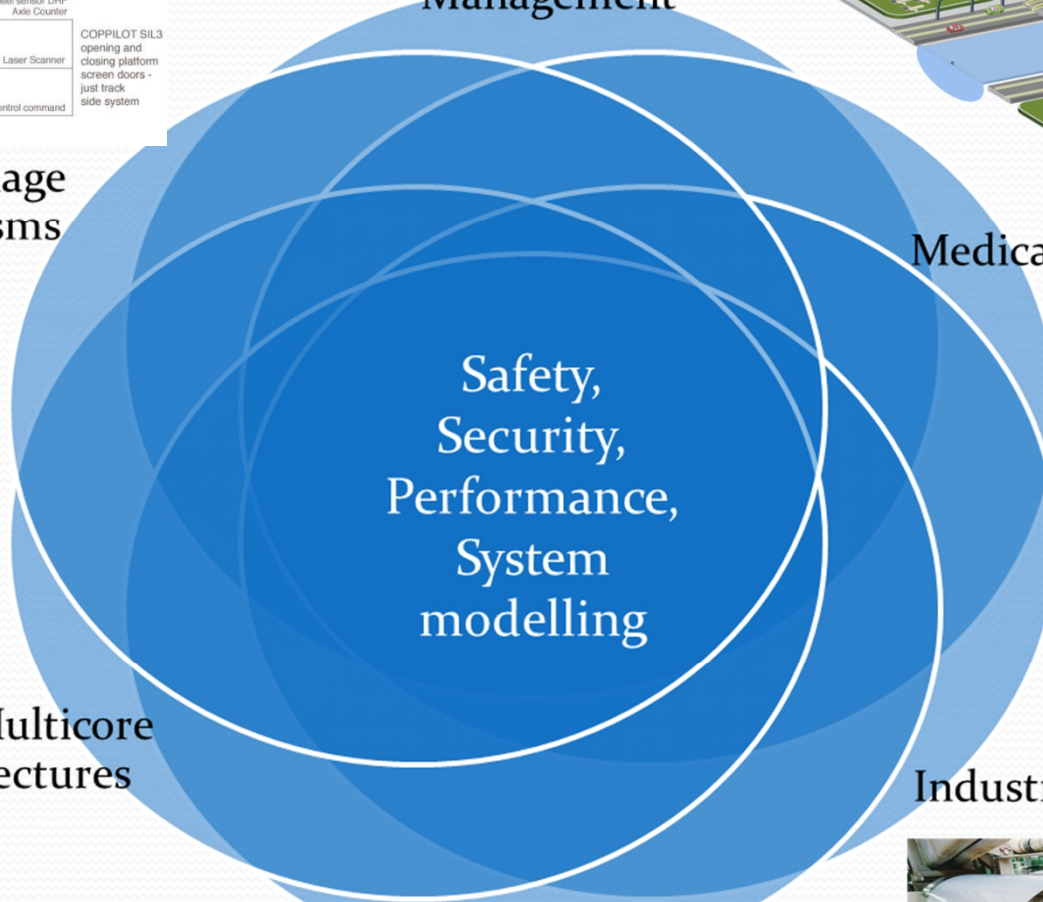 Axle Counter
Laser Scanner
control command
COPPILOT SIL3
opening and
closing platform
screen doors -
just track
side system
Management
age
sms
Medica
Safety,
Security,
Performance,
System
modelling
ulticore
ectures
Indust